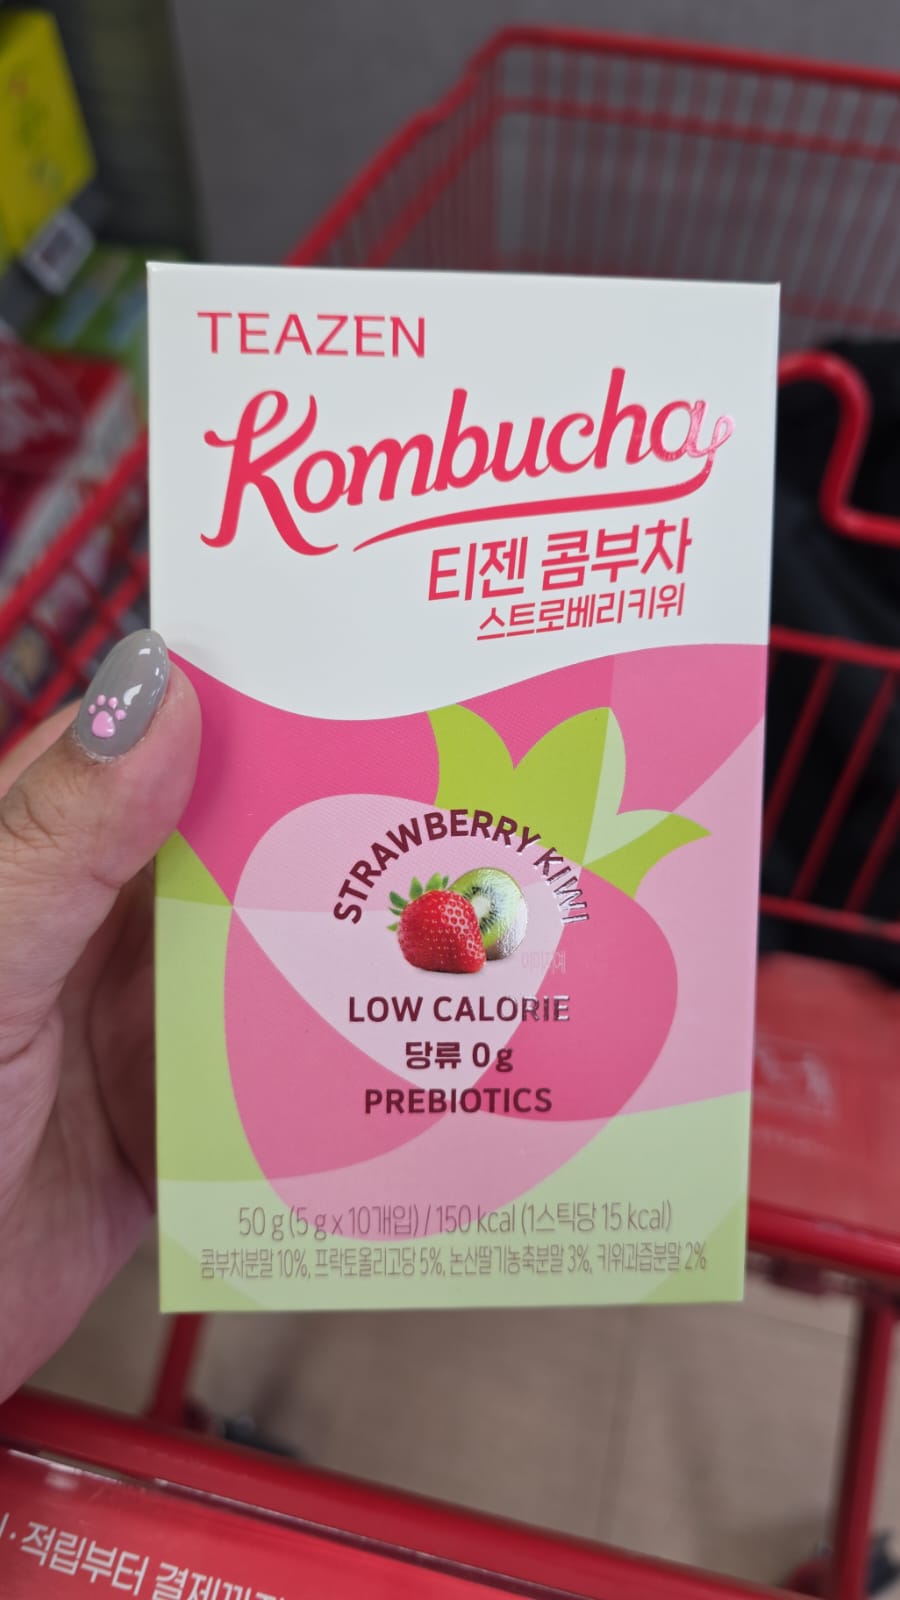 TEAZEN
Kombucha
티젠 콤부차
스트로베리키위
STRAWBERRY KIWI
이미지예
LOW CALORIE
당류 0g
PREBIOTICS
50 g (5 g x 10개입) / 150 kcal (1스틱당 15 kcal)
콤부차분말 10%, 프락토올리고당 5%, 논산딸기농축분말 3%, 키위과즙분말 2%
· 적립부터